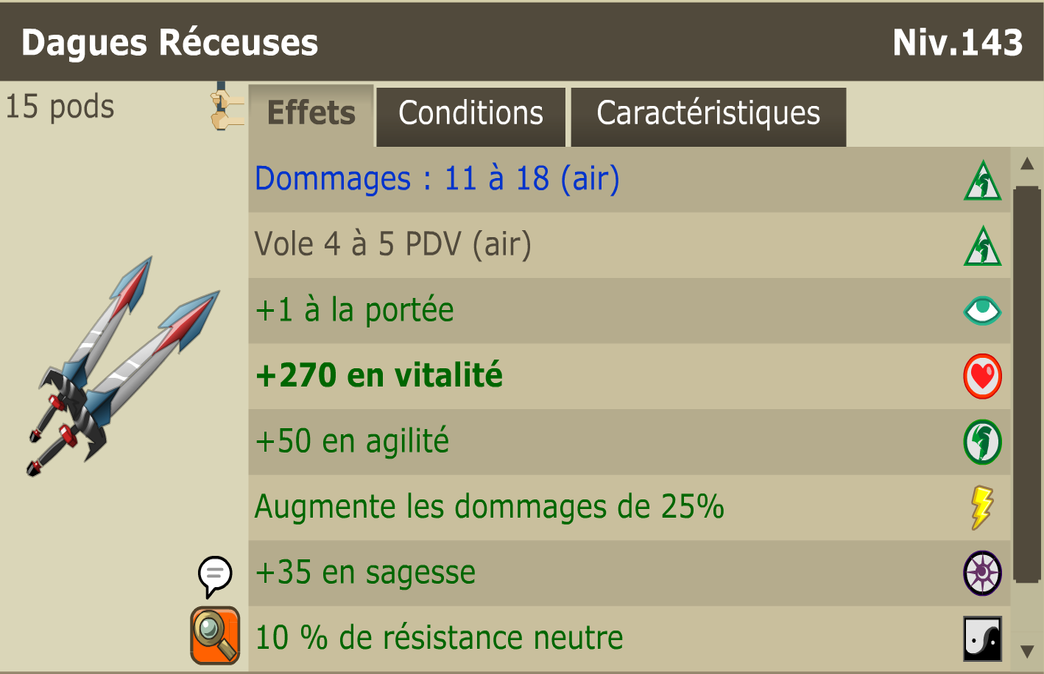 Dagues Réceuses
Niv.143
15 pods
Effets
Conditions
Caractéristiques
Dommages : 11 à 18 (air)
Vole 4 à 5 PDV (air)
+1 à la portée
+270 en vitalité
+50 en agilité
Augmente les dommages de 25%
+35 en sagesse
10 % de résistance neutre